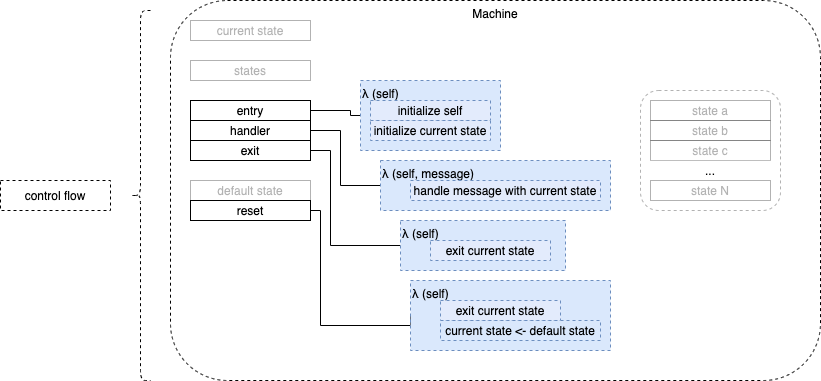 Machine
current state
states
entry
handler
exit
default state
reset
control flow
λ (self)
initialize self
initialize current state
λ (self, message)
handle message with current state
λ (self)
exit current state
λ (self)
exit current state
current state <- default state
state a
state b
state c
...
state N